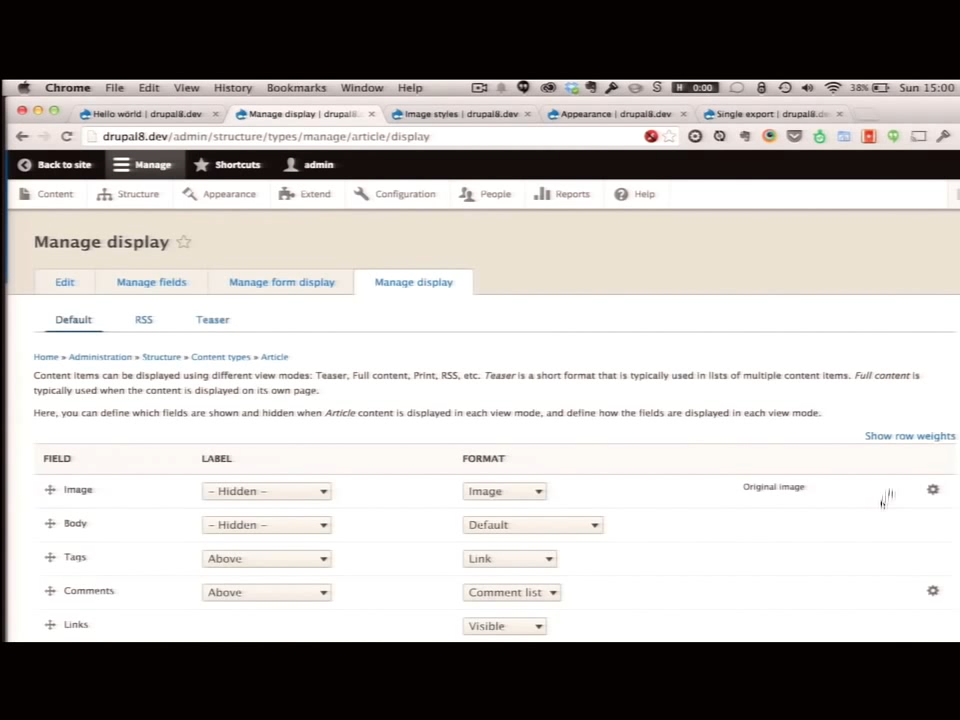 Chrome File Edit View History Bookmarks Window Help H 0:00 38% Sun 15:00
Hello world | drupal8.dev × Manage display | drupal8. × Image styles | drupal8.dev × Appearance | drupal8.dev × Single export | drupal8.de ×
drupal8.dev/admin/structure/types/manage/article/display
Back to site Manage Shortcuts admin
Content Structure Appearance Extend Configuration People Reports Help
Manage display
Edit Manage fields Manage form display Manage display
Default RSS Teaser
Home » Administration » Structure » Content types » Article
Content items can be displayed using different view modes: Teaser, Full content, Print, RSS, etc. Teaser is a short format that is typically used in lists of multiple content items. Full content is
typically used when the content is displayed on its own page.
Here, you can define which fields are shown and hidden when Article content is displayed in each view mode, and define how the fields are displayed in each view mode.
Show row weights
FIELD LABEL FORMAT
Image - Hidden - Image Original image
Body - Hidden - Default
Tags Above Link
Comments Above Comment list
Links Visible